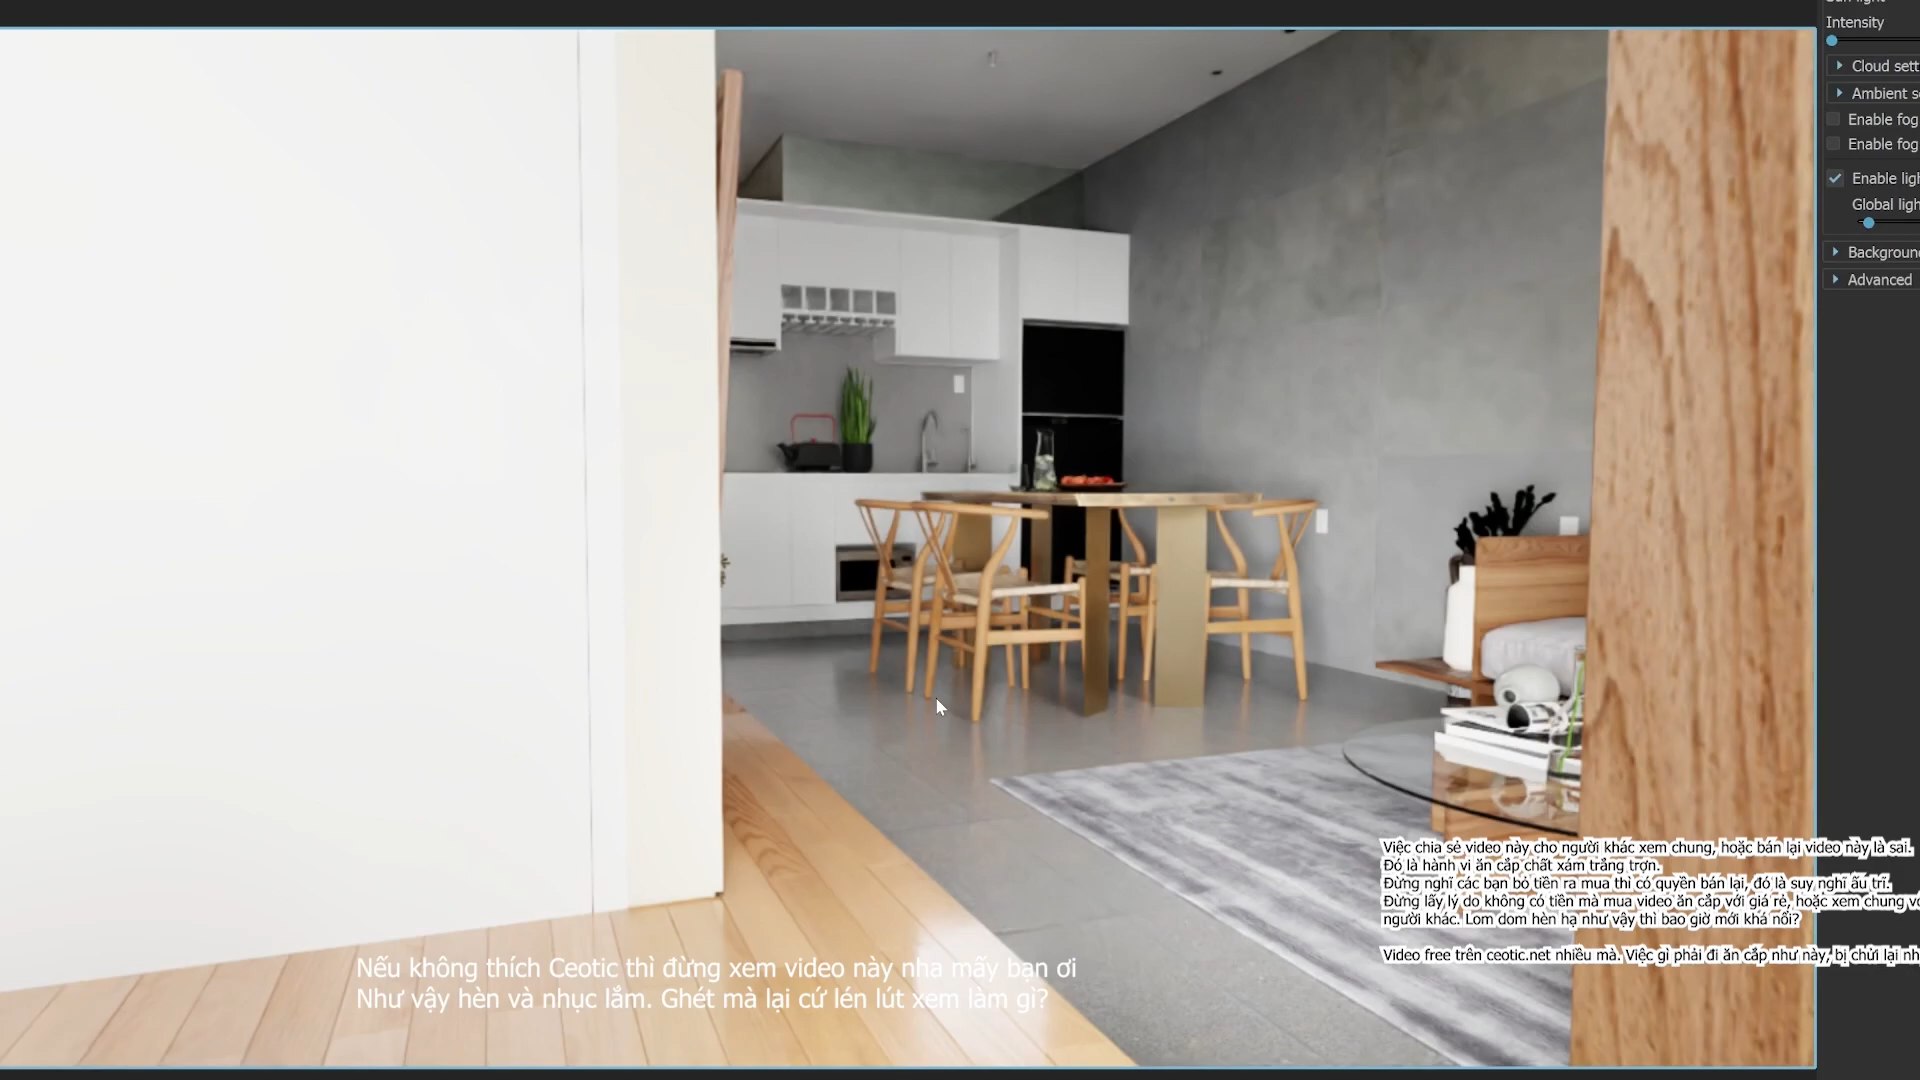 Intensity
Cloud sett
Ambient s
Enable fog
Enable fog
Enable ligh
Global ligh
Background
Advanced
Việc chia sẻ video này cho người khác xem chung, hoặc bán lại video này là sai.
Đó là hành vi ăn cắp chất xám trắng trợn.
Đừng nghĩ các bạn bỏ tiền ra mua thì có quyền bán lại, đó là suy nghĩ ấu trĩ.
Đừng lấy lý do không có tiền mà mua video ăn cắp với giá rẻ, hoặc xem chung vớ
người khác. Lom dom hèn hạ như vậy thì bao giờ mới khá nổi?
Video free trên ceotic.net nhiều mà. Việc gì phải đi ăn cắp như này, bị chửi lại nh
Nếu không thích Ceotic thì đừng xem video này nha mấy bạn ơi
Như vậy hèn và nhục lắm. Ghét mà lại cứ lén lút xem làm gì?